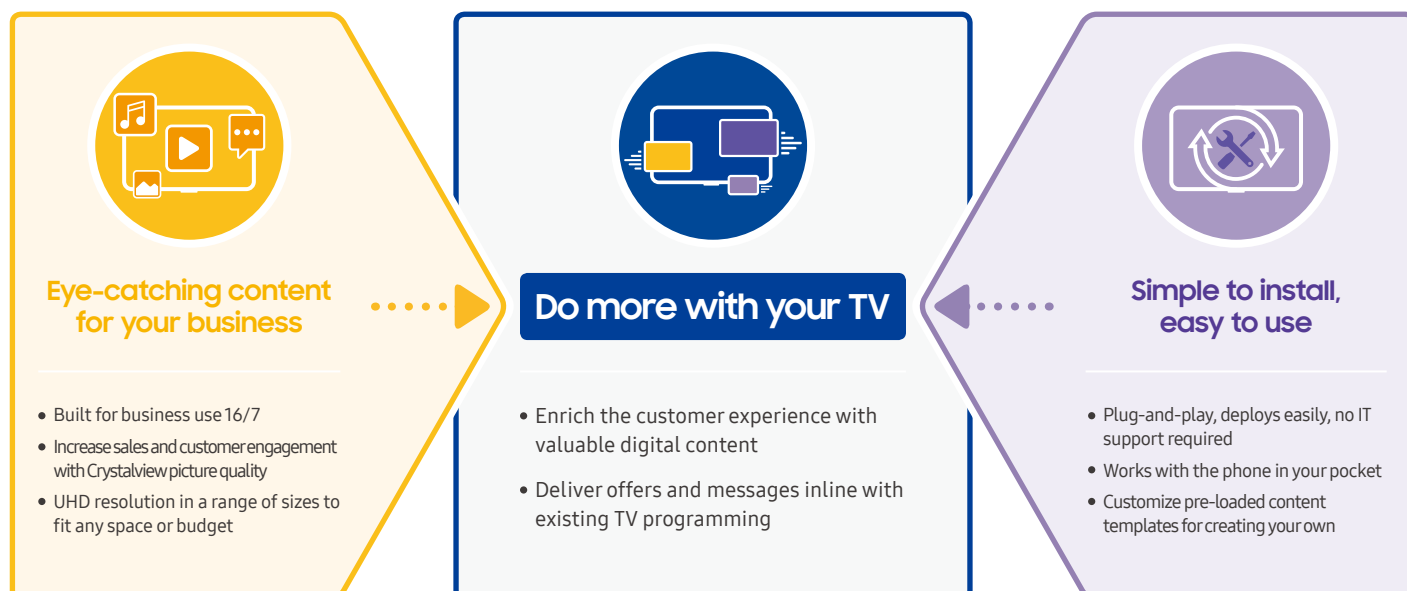 Eye-catching content
for your business
• Built for business use 16/7
• Increase sales and customer engagement
with Crystalview picture quality
• UHD resolution in a range of sizes to
fit any space or budget
Do more with your TV
• Enrich the customer experience with
valuable digital content
• Deliver offers and messages inline with
existing TV programming
Simple to install,
easy to use
• Plug-and-play, deploys easily, no IT
support required
• Works with the phone in your pocket
• Customize pre-loaded content
templates for creating your own